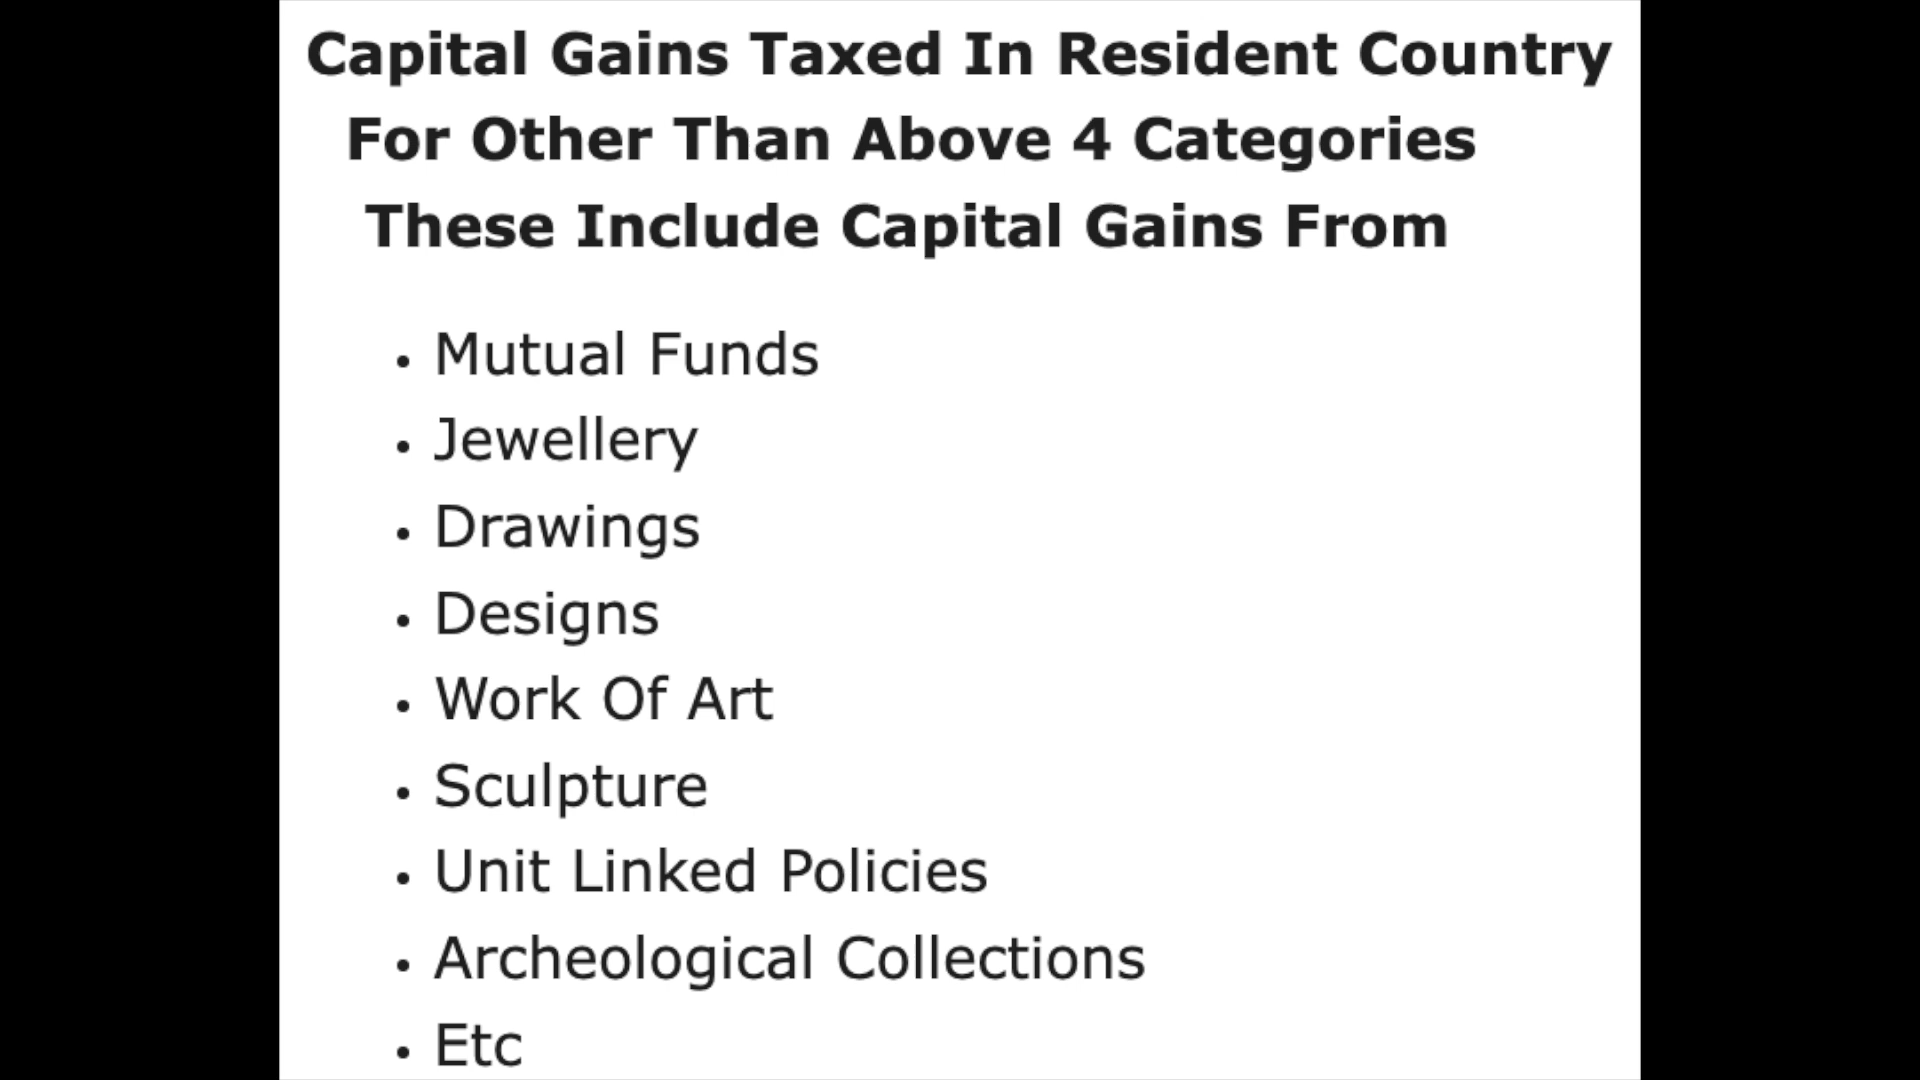 Capital Gains Taxed In Resident Country
For Other Than Above 4 Categories
These Include Capital Gains From
• Mutual Funds
• Jewellery
• Drawings
• Designs
• Work Of Art
• Sculpture
• Unit Linked Policies
• Archeological Collections
• Etc